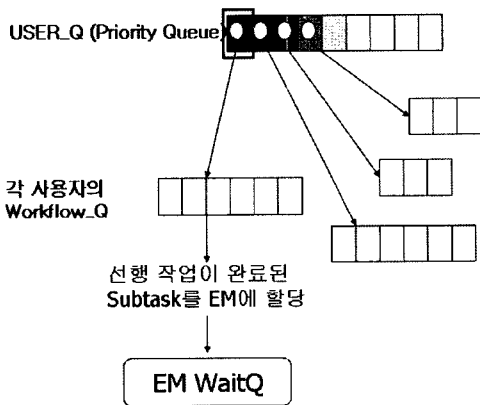 USER_Q (Priority Queue)
각 사용자의
Workflow_Q
선행 작업이 완료된
Subtask를 EM에 할당
EM WaitQ